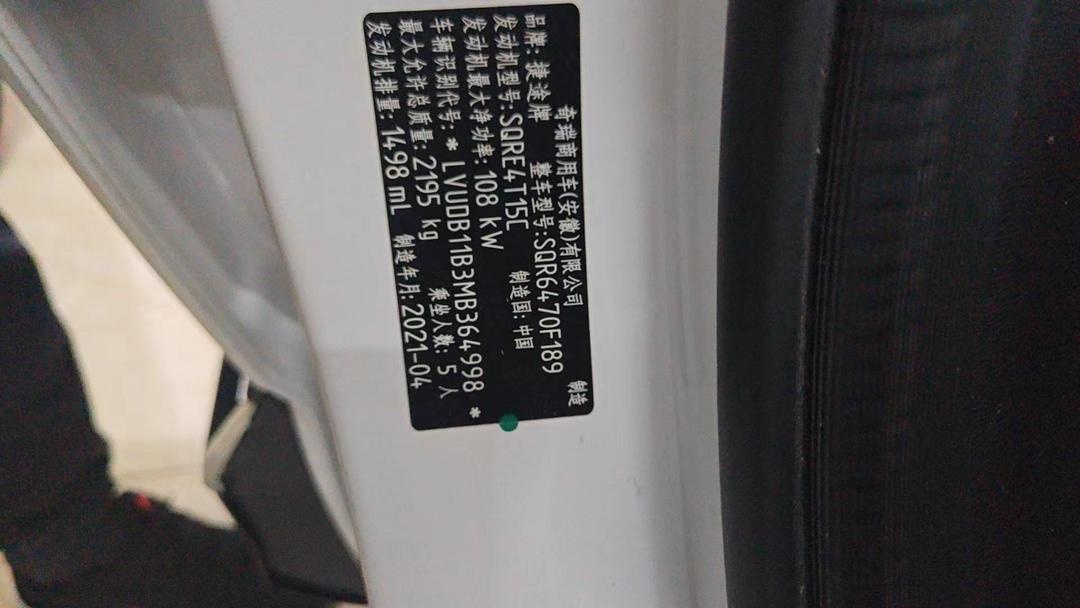 奇瑞商用车(安徽)有限公司 制造
品牌: 捷途牌 整车型号:SQR6470F189
发动机型号:SQRE4T15C 制造国: 中国
发动机最大净功率: 108 kW
车辆识别代号: * LVUDB11B3MB364998 *
最大允许总质量: 2195 kg 乘坐人数: 5 人
发动机排量: 1498 mL 制造年月: 2021-04